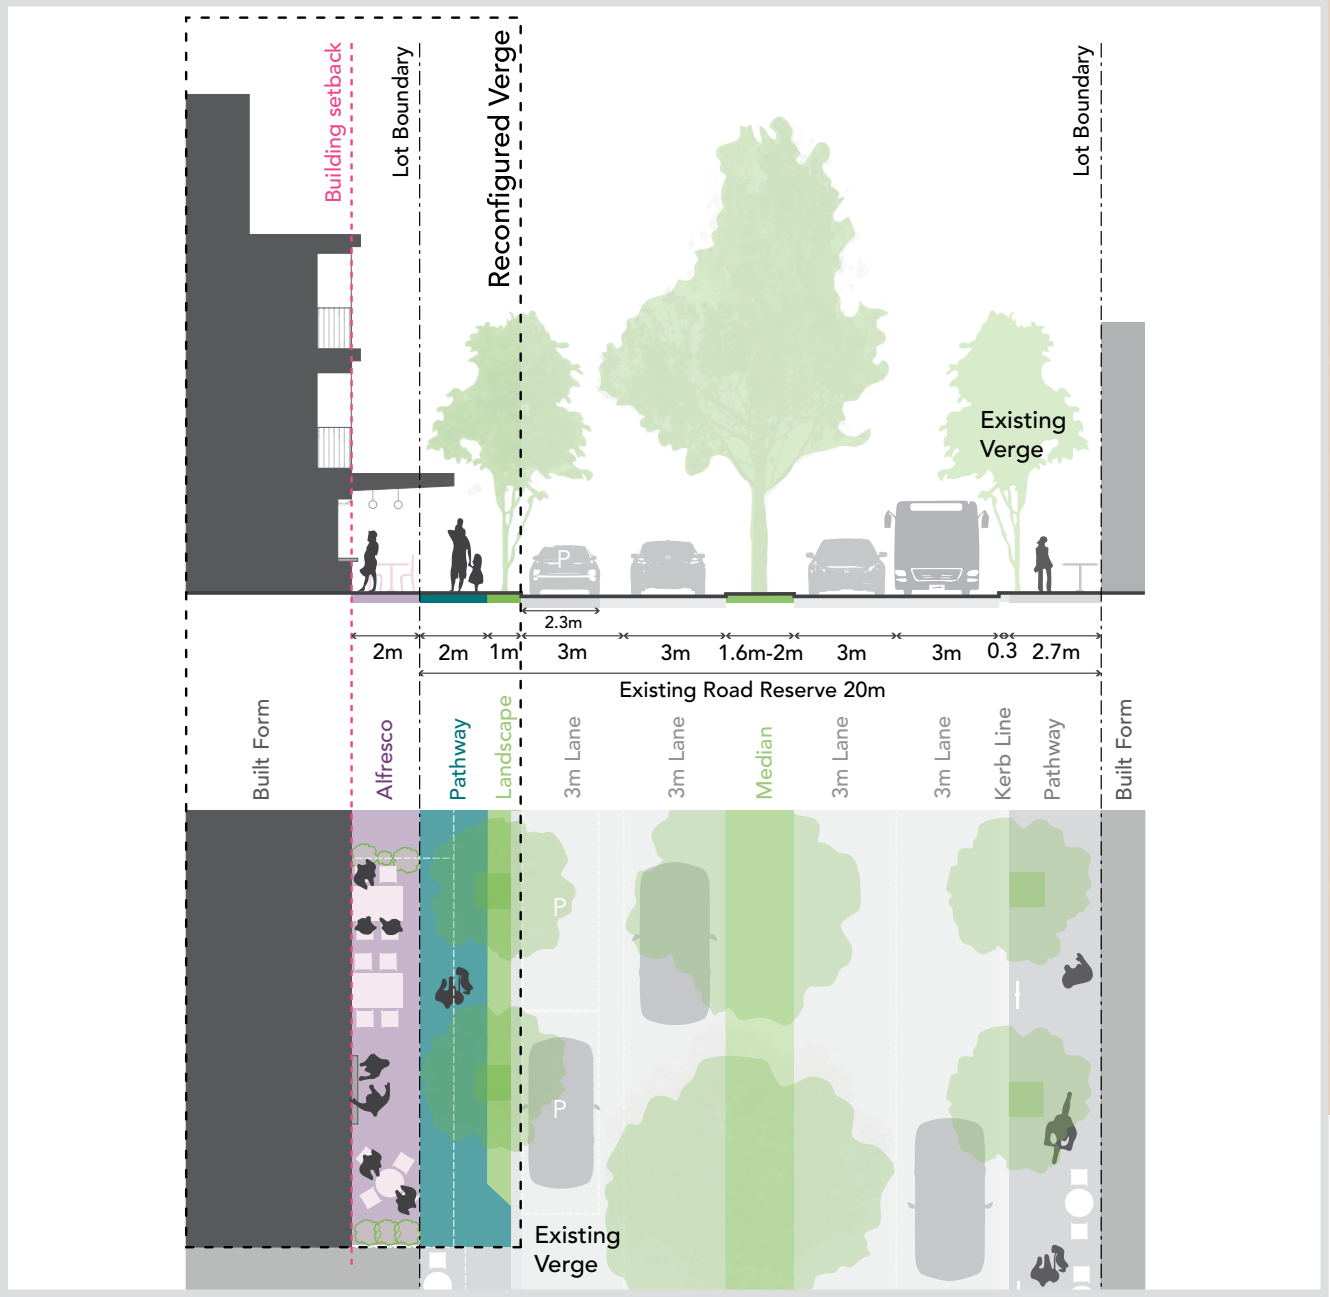 Building setback
Lot Boundary
Reconfigured Verge
Lot Boundary
Existing
Verge
P
2.3m
2m
2m
1m
3m
3m
1.6m-2m
3m
3m
0.3
2.7m
Existing Road Reserve 20m
Built Form
Alfresco
Pathway
Landscape
3m Lane
3m Lane
Median
3m Lane
3m Lane
Kerb Line
Pathway
Built Form
P
P
Existing
Verge